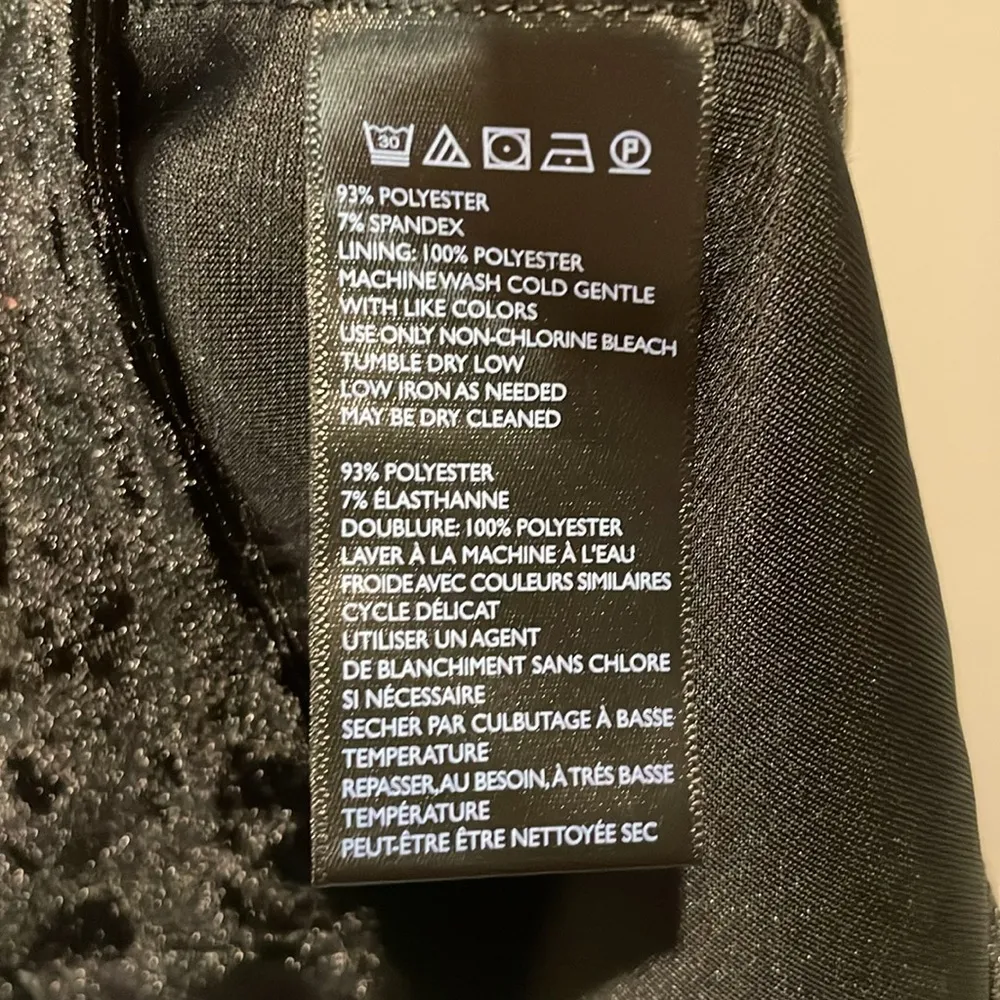 30 P
93% POLYESTER
7% SPANDEX
LINING: 100% POLYESTER
MACHINE WASH COLD GENTLE
WITH LIKE COLORS
USE ONLY NON-CHLORINE BLEACH
TUMBLE DRY LOW
LOW IRON AS NEEDED
MAY BE DRY CLEANED
93% POLYESTER
7% ÉLASTHANNE
DOUBLURE: 100% POLYESTER
LAVER À LA MACHINE À L'EAU
FROIDE AVEC COULEURS SIMILAIRES
CYCLE DÉLICAT
UTILISER UN AGENT
DE BLANCHIMENT SANS CHLORE
SI NÉCESSAIRE
SECHER PAR CULBUTAGE À BASSE
TEMPERATURE
REPASSER, AU BESOIN, À TRÉS BASSE
TEMPÉRATURE
PEUT-ÊTRE ÊTRE NETTOYÉE SEC